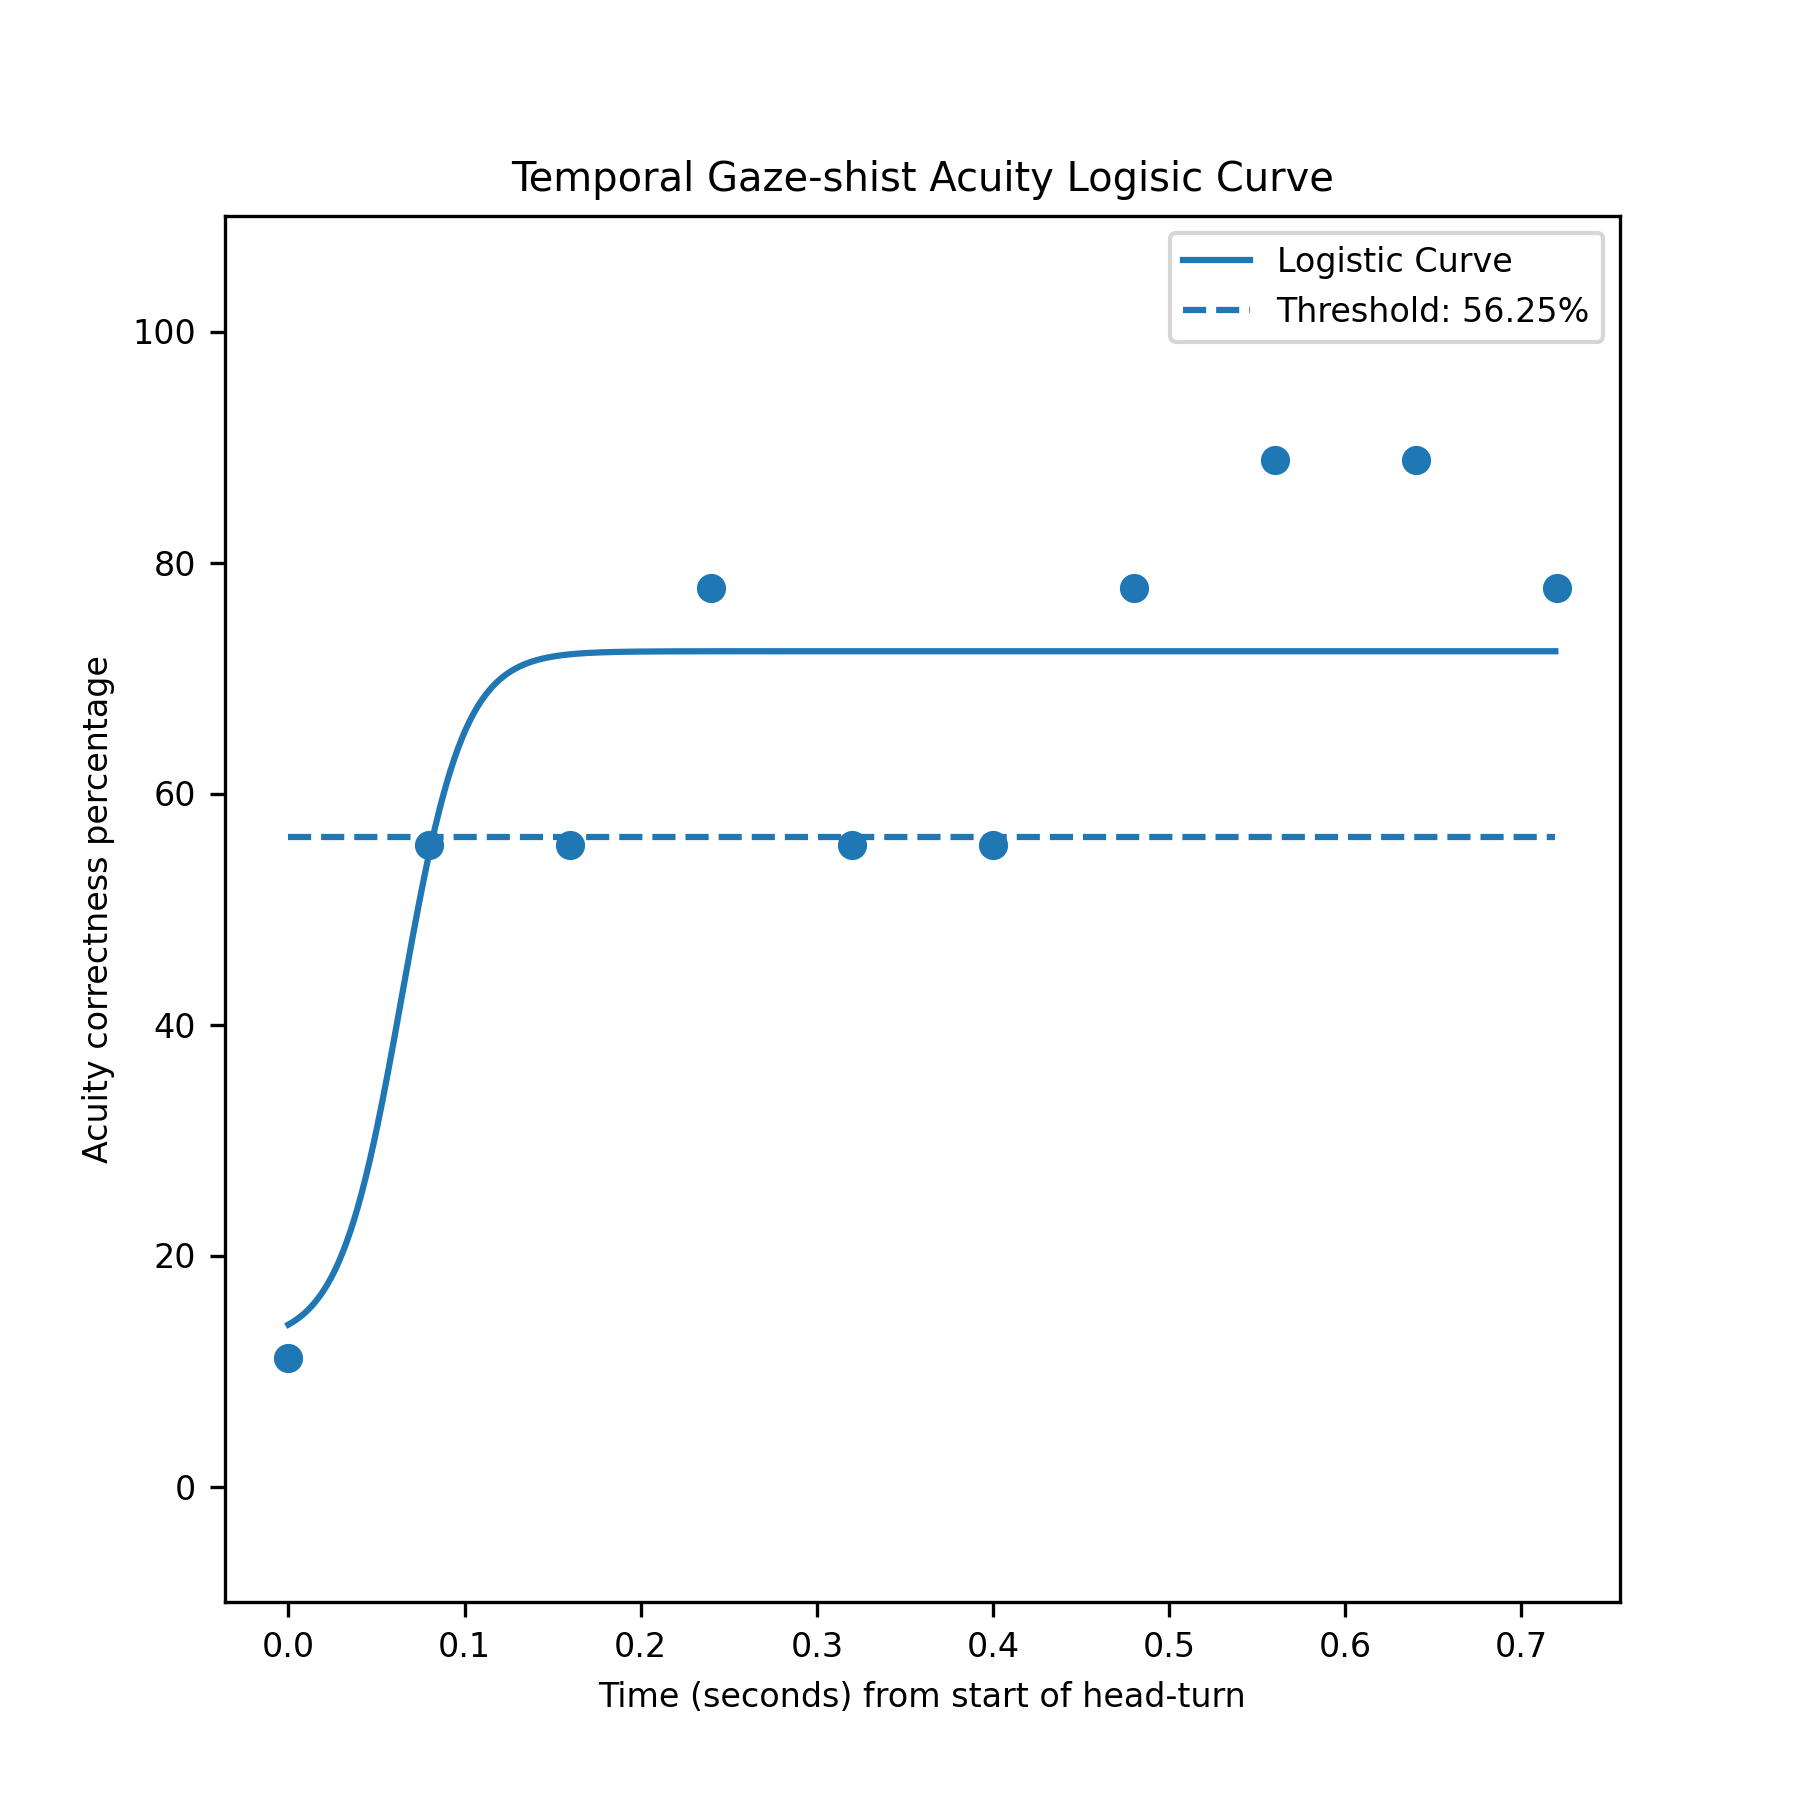 Temporal Gaze-shist Acuity Logisic Curve
Logistic Curve
Threshold: 56.25%
100
80
60
40
20
0
Acuity correctness percentage
0.0 0.1 0.2 0.3 0.4 0.5 0.6 0.7
Time (seconds) from start of head-turn